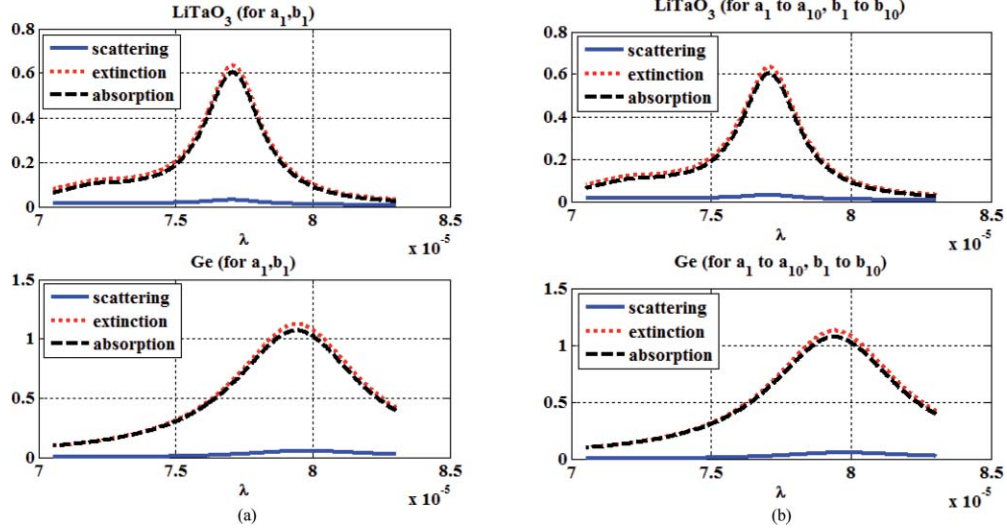 LiTaO3 (for a1,b1)
0.8
0.6
0.4
0.2
0
scattering
extinction
absorption
7
7.5
8
8.5
λ
x 10-5
Ge (for a1,b1)
1.5
1
0.5
0
scattering
extinction
absorption
7
7.5
8
8.5
λ
x 10-5
(a)
LiTaO3 (for a1 to a10, b1 to b10)
0.8
0.6
0.4
0.2
0
scattering
extinction
absorption
7
7.5
8
8.5
λ
x 10-5
Ge (for a1 to a10, b1 to b10)
1.5
1
0.5
0
scattering
extinction
absorption
7
7.5
8
8.5
λ
x 10-5
(b)